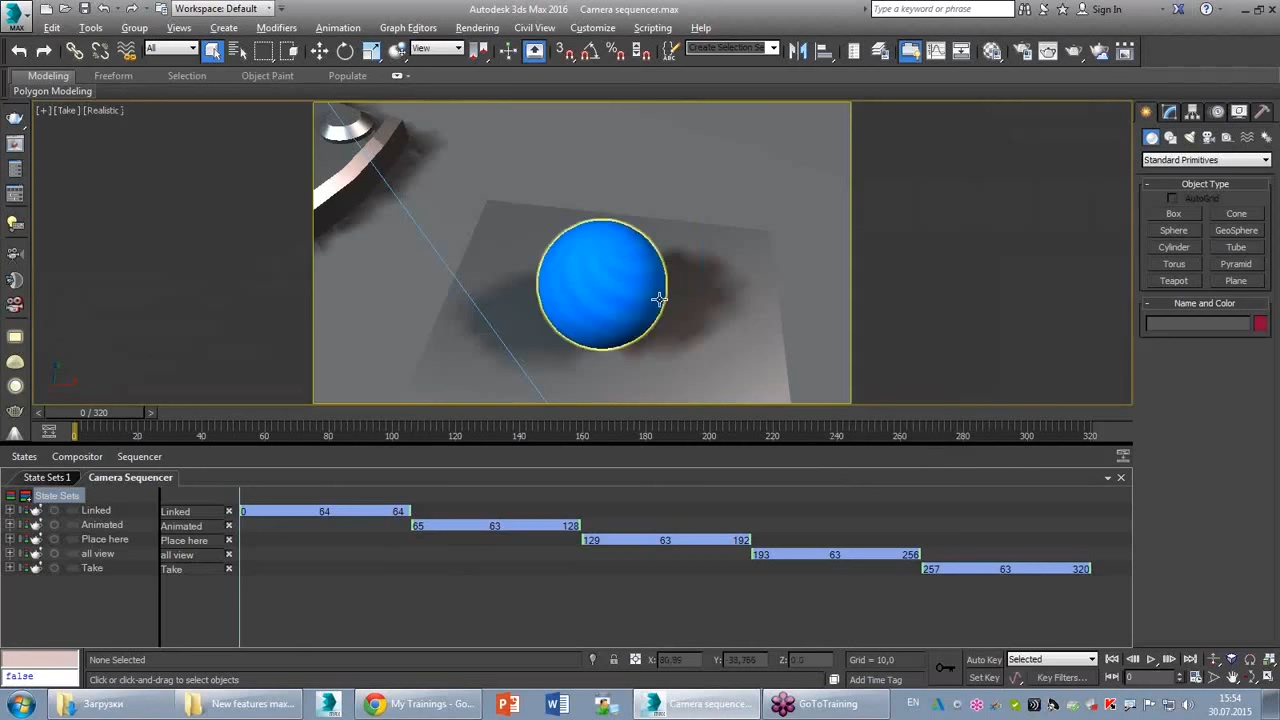 MAX
Workspace: Default
Autodesk 3ds Max 2016 Camera sequencer.max
Type a keyword or phrase
Sign In
Edit Tools Group Views Create Modifiers Animation Graph Editors Rendering Civil View Customize Scripting Help
All
View
Create Selection Se
Modeling Freeform Selection Object Paint Populate
Polygon Modeling
[+] [Take ] [Realistic ]
Standard Primitives
Object Type
AutoGrid
Box Cone
Sphere GeoSphere
Cylinder Tube
Torus Pyramid
Teapot Plane
Name and Color
< 0 / 320 >
20 40 60 80 100 120 140 160 180 200 220 240 260 280 300 320
States Compositor Sequencer
State Sets 1 Camera Sequencer
State Sets
Linked Linked 0 64 64
Animated Animated 65 63 128
Place here Place here 129 63 192
all view all view 193 63 256
Take Take 257 63 320
None Selected X: 30,99 Y: -33,766 Z: 0,0 Grid = 10,0 Auto Key Selected
false Click or click-and-drag to select objects Add Time Tag Set Key Key Filters... 0
Загрузки New features max... My Trainings - Go... Camera sequence... GoToTraining EN 15:54
30.07.2015